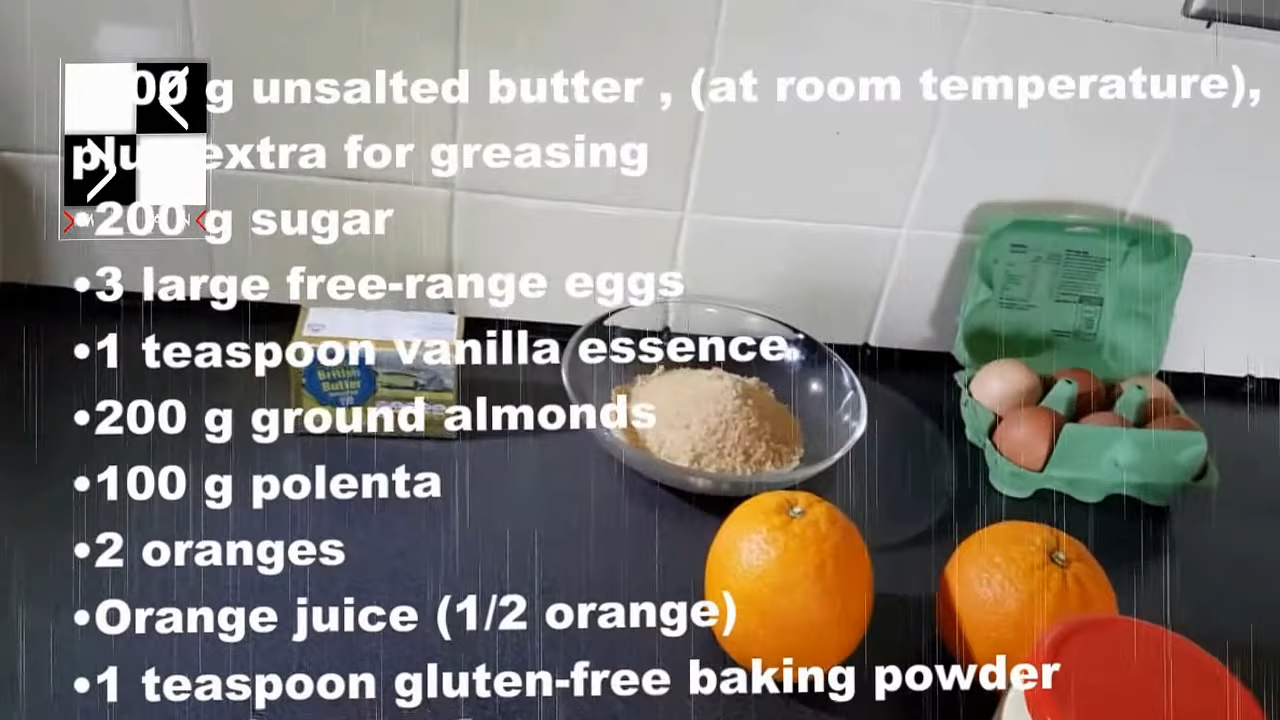 g unsalted butter , (at room temperature),
plus extra for greasing
•200 g sugar
•3 large free-range eggs
•1 teaspoon vanilla essence
•200 g ground almonds
•100 g polenta
•2 oranges
•Orange juice (1/2 orange)
•1 teaspoon gluten-free baking powder
British
Butter